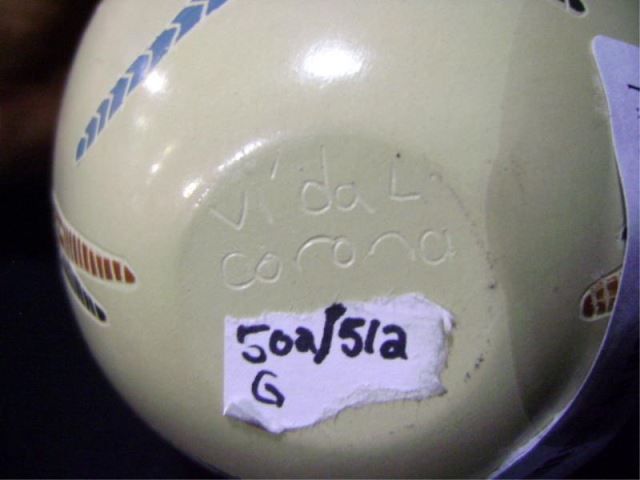 Vidal L.
corona
502/512
G